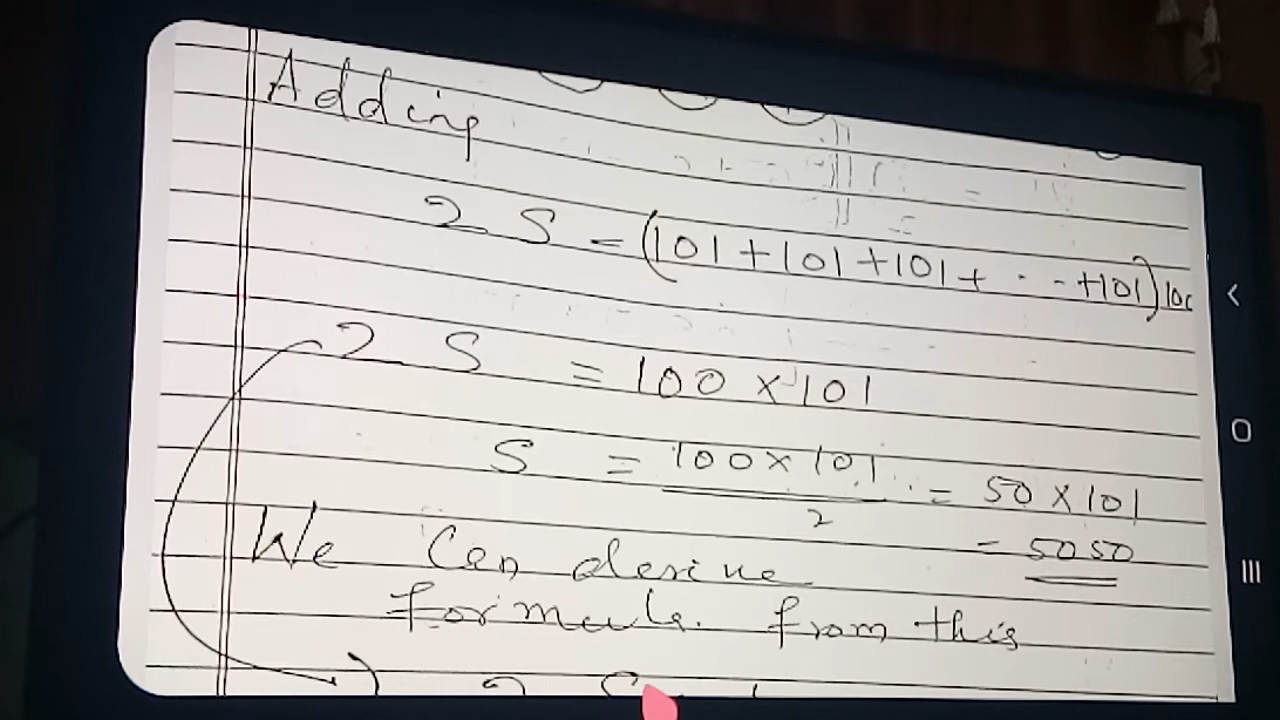 Adding
2S = (101 + 101 + 101 + . . - + 101) 100
2S = 100 × 101
S = 100 × 101 / 2 = 50 × 101
= 5050
We Can derive
formula. from this
2 S